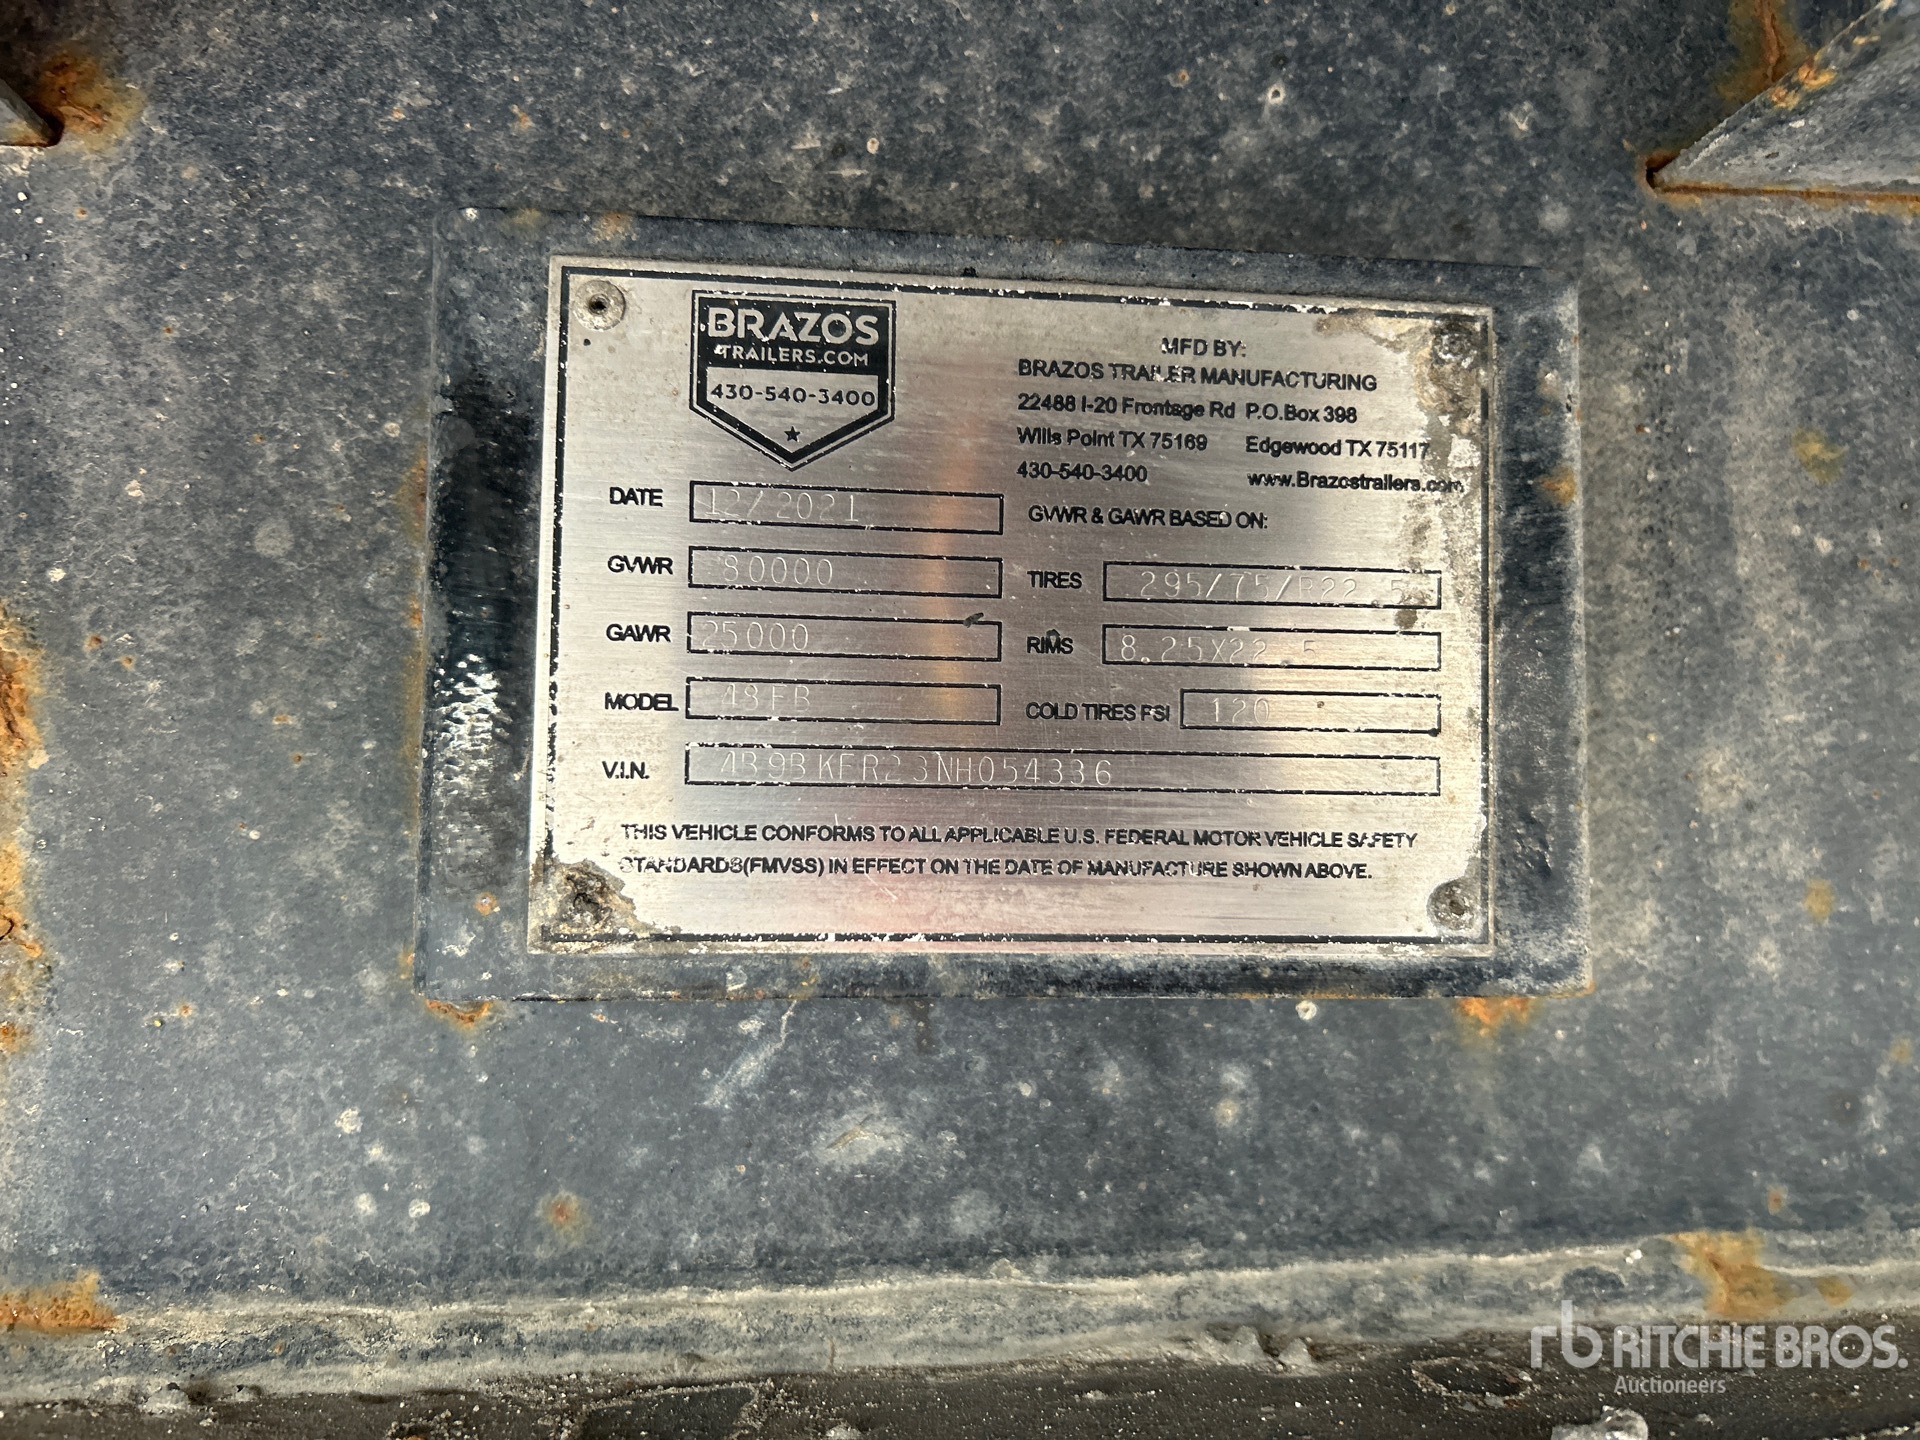 BRAZOS
TRAILERS.COM
430-540-3400
MFD BY:
BRAZOS TRAILER MANUFACTURING
22488 I-20 Frontage Rd P.O.Box 398
Wills Point TX 75169 Edgewood TX 75117
430-540-3400 www.Brazostrailers.com
DATE 12/2021
GVWR & GAWR BASED ON:
GVWR 80000
TIRES 295/75/R22.5
GAWR 25000
RIMS 8.25X22.5
MODEL 48FB
COLD TIRES PSI 120
V.I.N. 4B9BKFR23NH054336
THIS VEHICLE CONFORMS TO ALL APPLICABLE U.S. FEDERAL MOTOR VEHICLE SAFETY
STANDARDS(FMVSS) IN EFFECT ON THE DATE OF MANUFACTURE SHOWN ABOVE.
rb RITCHIE BROS.
Auctioneers